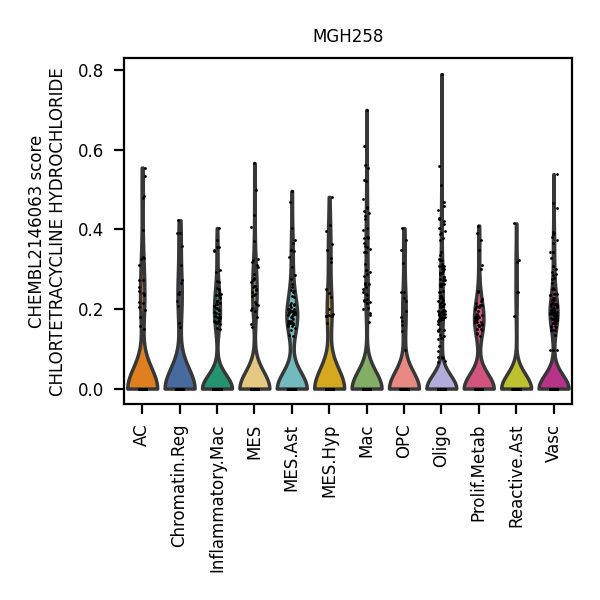 MGH258
CHEMBL2146063 score
CHLORTETRACYCLINE HYDROCHLORIDE
0.8
0.6
0.4
0.2
0.0
AC
Chromatin.Reg
Inflammatory.Mac
MES
MES.Ast
MES.Hyp
Mac
OPC
Oligo
Prolif.Metab
Reactive.Ast
Vasc